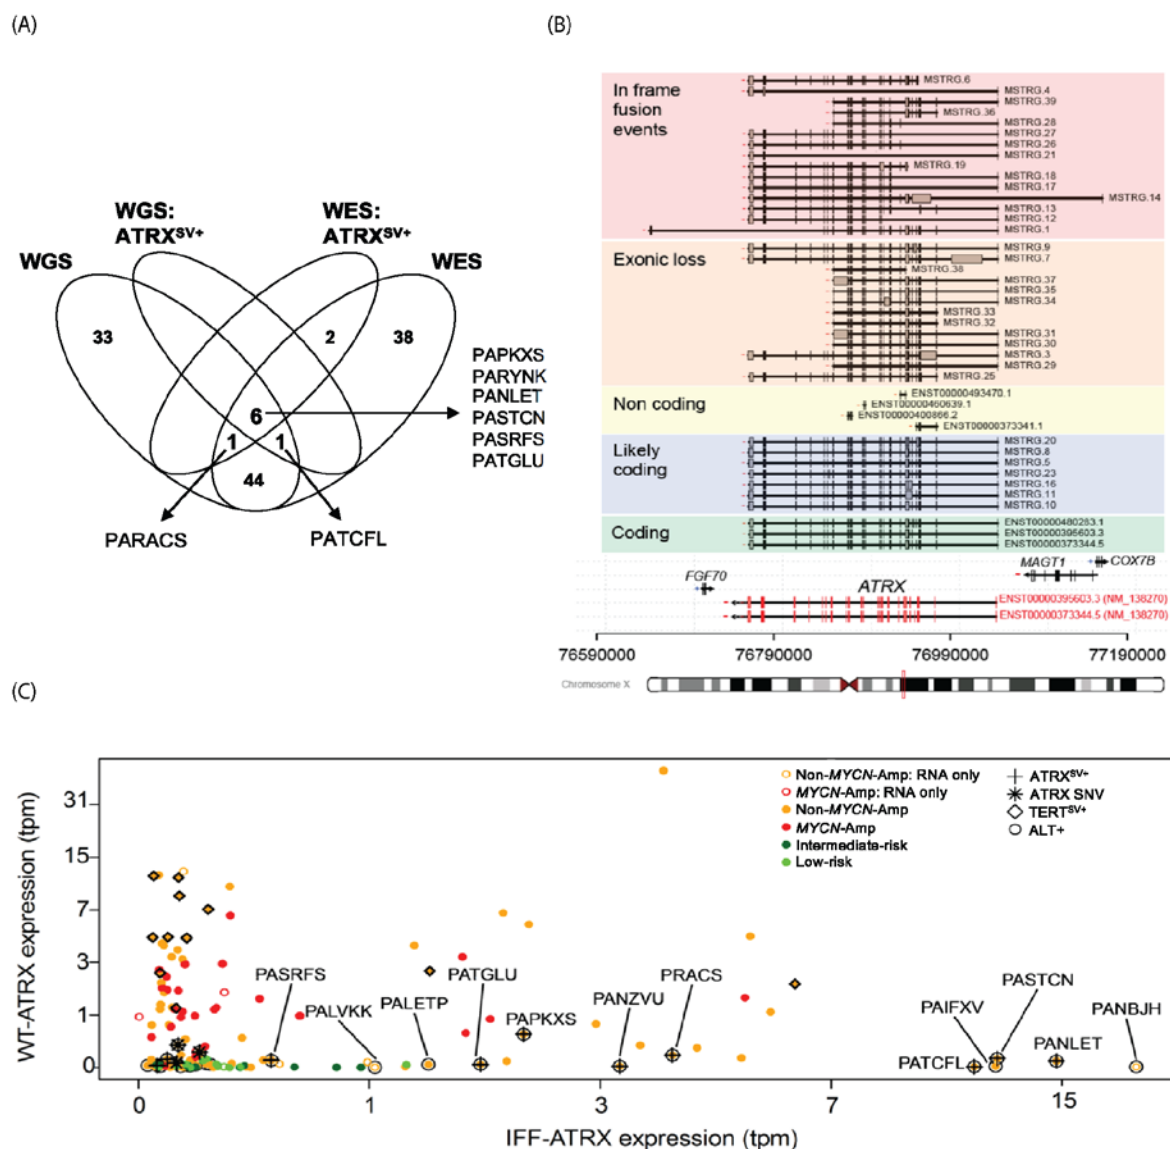 (A)
WGS
WGS:
ATRX^SV+
WES:
ATRX^SV+
WES
33
2
38
6
1
1
44
PAPKXS
PARYNK
PANLET
PASTCN
PASRFS
PATGLU
PARACS
PATCFL
(B)
In frame
fusion
events
MSTRG.6
MSTRG.4
MSTRG.39
MSTRG.36
MSTRG.28
MSTRG.27
MSTRG.26
MSTRG.21
MSTRG.19
MSTRG.18
MSTRG.17
MSTRG.14
MSTRG.13
MSTRG.12
MSTRG.1
Exonic loss
MSTRG.9
MSTRG.7
MSTRG.38
MSTRG.37
MSTRG.35
MSTRG.34
MSTRG.33
MSTRG.32
MSTRG.31
MSTRG.30
MSTRG.3
MSTRG.29
MSTRG.25
Non coding
ENST00000493470.1
ENST00000460639.1
ENST00000400866.2
ENST00000373341.1
Likely
coding
MSTRG.20
MSTRG.8
MSTRG.5
MSTRG.23
MSTRG.16
MSTRG.11
MSTRG.10
Coding
ENST00000480283.1
ENST00000395603.3
ENST00000373344.5
FGF70
ATRX
MAGT1
COX7B
ENST00000395603.3 (NM_138270)
ENST00000373344.5 (NM_138270)
76590000
76790000
76990000
77190000
Chromosome X
(C)
WT-ATRX expression (tpm)
31
15
7
3
1
0
Non-MYCN-Amp: RNA only
MYCN-Amp: RNA only
Non-MYCN-Amp
MYCN-Amp
Intermediate-risk
Low-risk
ATRX^SV+
ATRX SNV
TERT^SV+
ALT+
PASRFS
PALVKK
PALETP
PATGLU
PAPKXS
PANZVU
PRACS
PATCFL
PAIFXV
PASTCN
PANLET
PANBJH
0
1
3
7
15
IFF-ATRX expression (tpm)